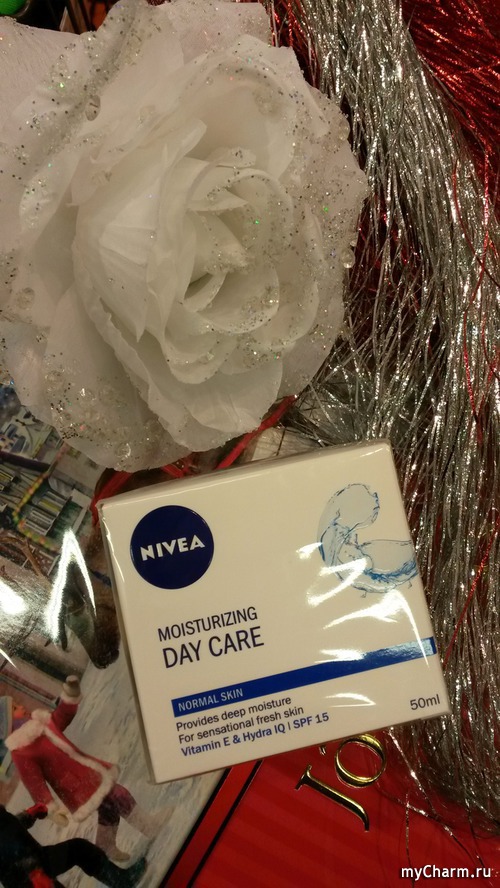 NIVEA
MOISTURIZING
DAY CARE
NORMAL SKIN
Provides deep moisture
For sensational fresh skin
Vitamin E & Hydra IQ | SPF 15
50ml
Jo
myCharm.ru